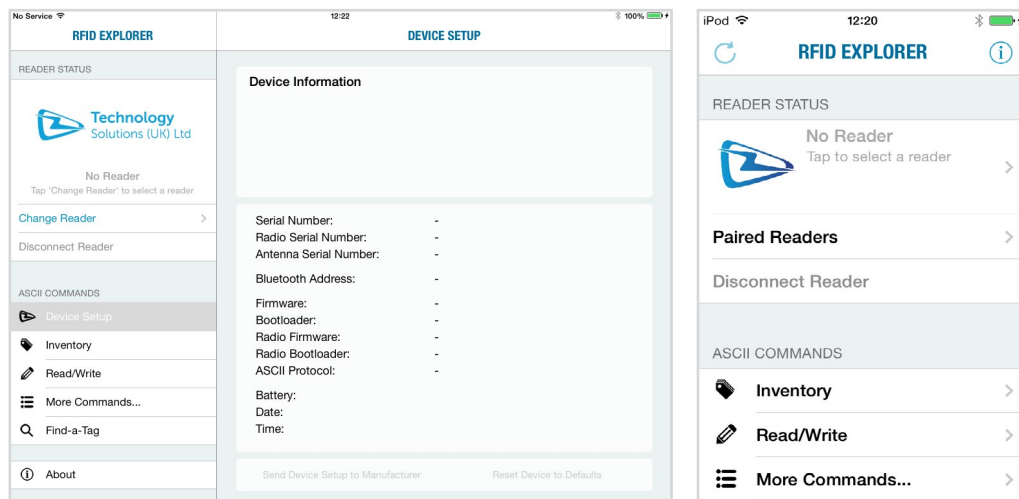 No Service 12:22 100%
RFID EXPLORER
READER STATUS
Technology
Solutions (UK) Ltd
No Reader
Tap 'Change Reader' to select a reader
Change Reader
Disconnect Reader
ASCII COMMANDS
Device Setup
Inventory
Read/Write
More Commands...
Find-a-Tag
About
DEVICE SETUP
Device Information
Serial Number: -
Radio Serial Number: -
Antenna Serial Number: -
Bluetooth Address: -
Firmware: -
Bootloader: -
Radio Firmware: -
Radio Bootloader: -
ASCII Protocol: -
Battery:
Date:
Time:
Send Device Setup to Manufacturer Reset Device to Defaults
iPod 12:20
RFID EXPLORER
READER STATUS
No Reader
Tap to select a reader
Paired Readers
Disconnect Reader
ASCII COMMANDS
Inventory
Read/Write
More Commands...